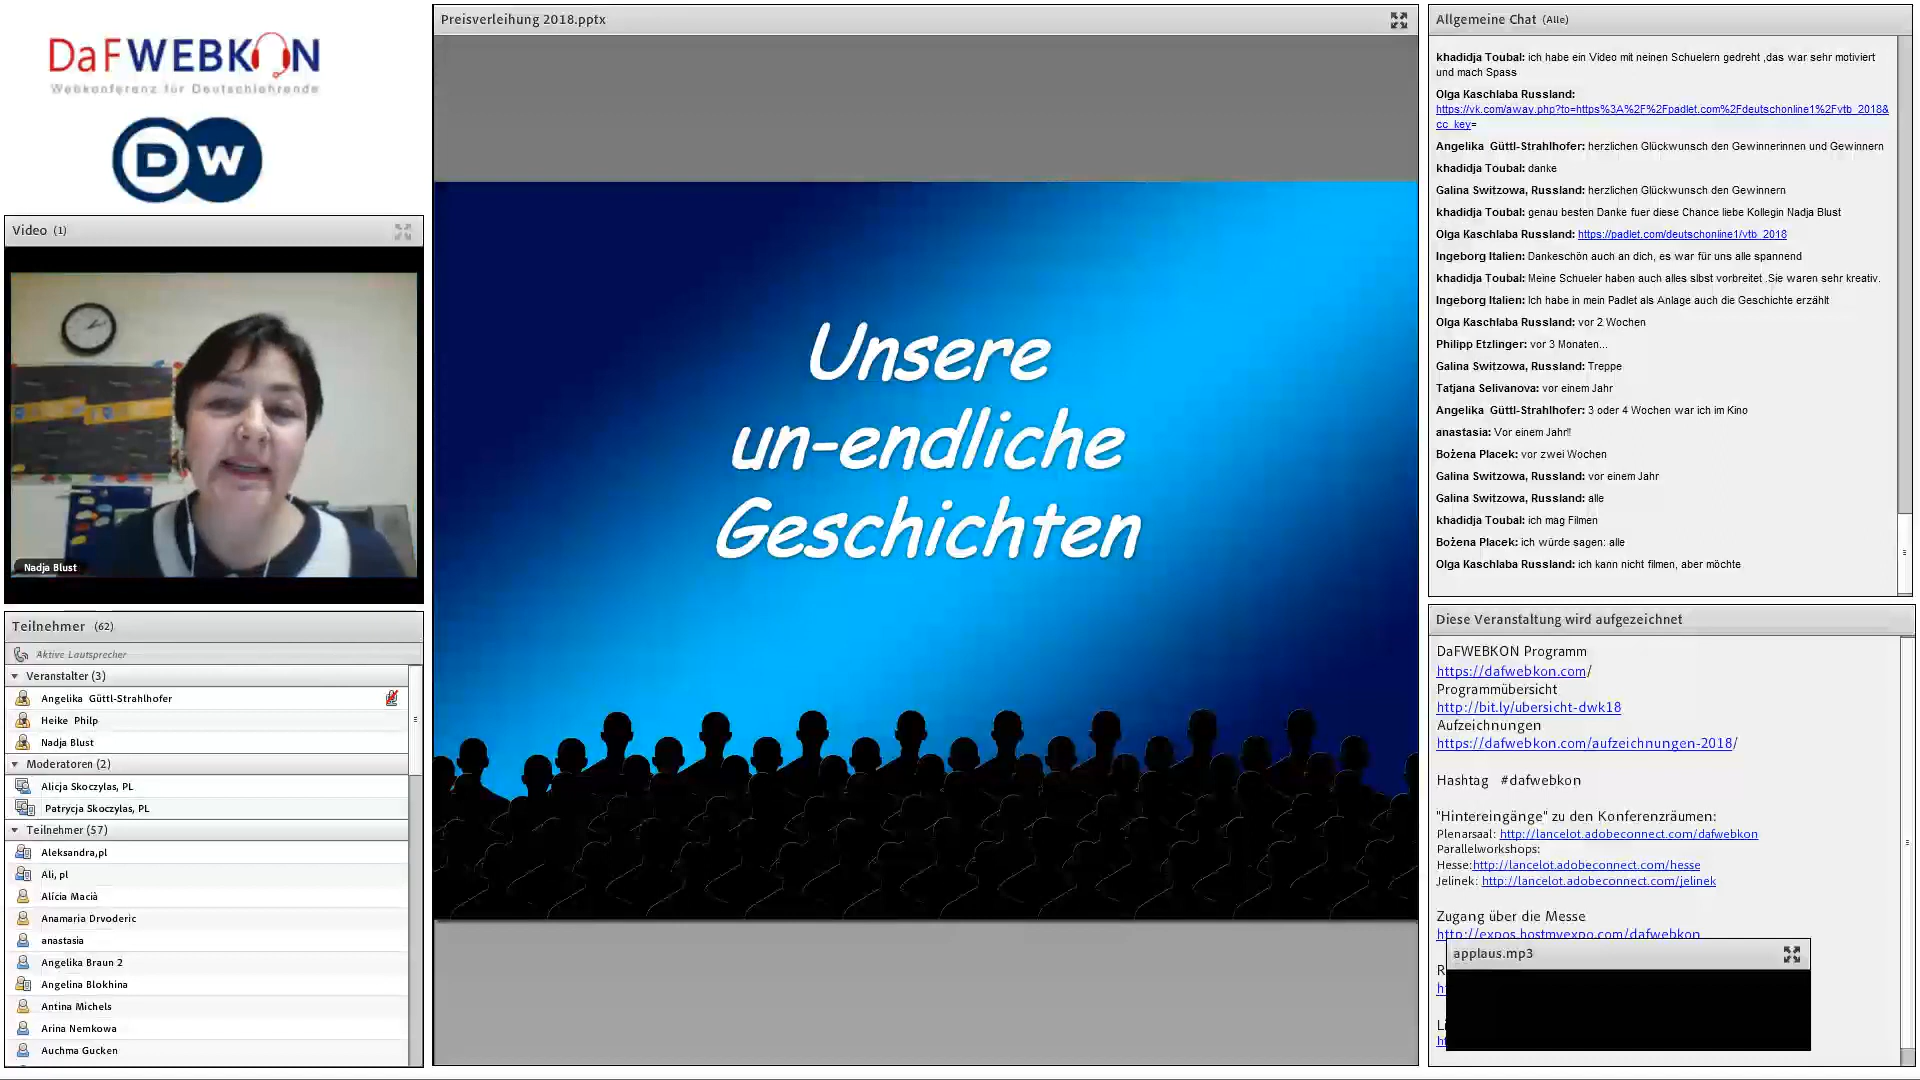 DaFWEBKON
Webkonferenz für Deutschlehrende
DW
Video (1)
Nadja Blust
Teilnehmer (62)
Aktive Lautsprecher
Veranstalter (3)
Angelika Güttl-Strahlhofer
Heike Philp
Nadja Blust
Moderatoren (2)
Alicja Skoczylas, PL
Patrycja Skoczylas, PL
Teilnehmer (57)
Aleksandra,pl
Ali, pl
Alícia Macià
Anamaria Drvoderic
anastasia
Angelika Braun 2
Angelina Blokhina
Antina Michels
Arina Nemkowa
Auchma Gucken
Preisverleihung 2018.pptx
Unsere
un-endliche
Geschichten
Allgemeine Chat (Alle)
khadidja Toubal: ich habe ein Video mit neinen Schuelern gedreht ,das war sehr motiviert
und mach Spass
Olga Kaschlaba Russland:
https://vk.com/away.php?to=https%3A%2F%2Fpadlet.com%2Fdeutschonline1%2Fvtb_2018&
cc_key=
Angelika Güttl-Strahlhofer: herzlichen Glückwunsch den Gewinnerinnen und Gewinnern
khadidja Toubal: danke
Galina Switzowa, Russland: herzlichen Glückwunsch den Gewinnern
khadidja Toubal: genau besten Danke fuer diese Chance liebe Kollegin Nadja Blust
Olga Kaschlaba Russland: https://padlet.com/deutschonline1/vtb_2018
Ingeborg Italien: Dankeschön auch an dich, es war für uns alle spannend
khadidja Toubal: Meine Schueler haben auch alles slbst vorbreitet .Sie waren sehr kreativ.
Ingeborg Italien: Ich habe in mein Padlet als Anlage auch die Geschichte erzählt
Olga Kaschlaba Russland: vor 2 Wochen
Philipp Etzlinger: vor 3 Monaten...
Galina Switzowa, Russland: Treppe
Tatjana Selivanova: vor einem Jahr
Angelika Güttl-Strahlhofer: 3 oder 4 Wochen war ich im Kino
anastasia: Vor einem Jahr!!
Bożena Placek: vor zwei Wochen
Galina Switzowa, Russland: vor einem Jahr
Galina Switzowa, Russland: alle
khadidja Toubal: ich mag Filmen
Bożena Placek: ich würde sagen: alle
Olga Kaschlaba Russland: ich kann nicht filmen, aber möchte
Diese Veranstaltung wird aufgezeichnet
DaFWEBKON Programm
https://dafwebkon.com/
Programmübersicht
http://bit.ly/ubersicht-dwk18
Aufzeichnungen
https://dafwebkon.com/aufzeichnungen-2018/
Hashtag #dafwebkon
"Hintereingänge" zu den Konferenzräumen:
Plenarsaal: http://lancelot.adobeconnect.com/dafwebkon
Parallelworkshops:
Hesse:http://lancelot.adobeconnect.com/hesse
Jelinek: http://lancelot.adobeconnect.com/jelinek
Zugang über die Messe
http://expos.hostmyexpo.com/dafwebkon
applaus.mp3